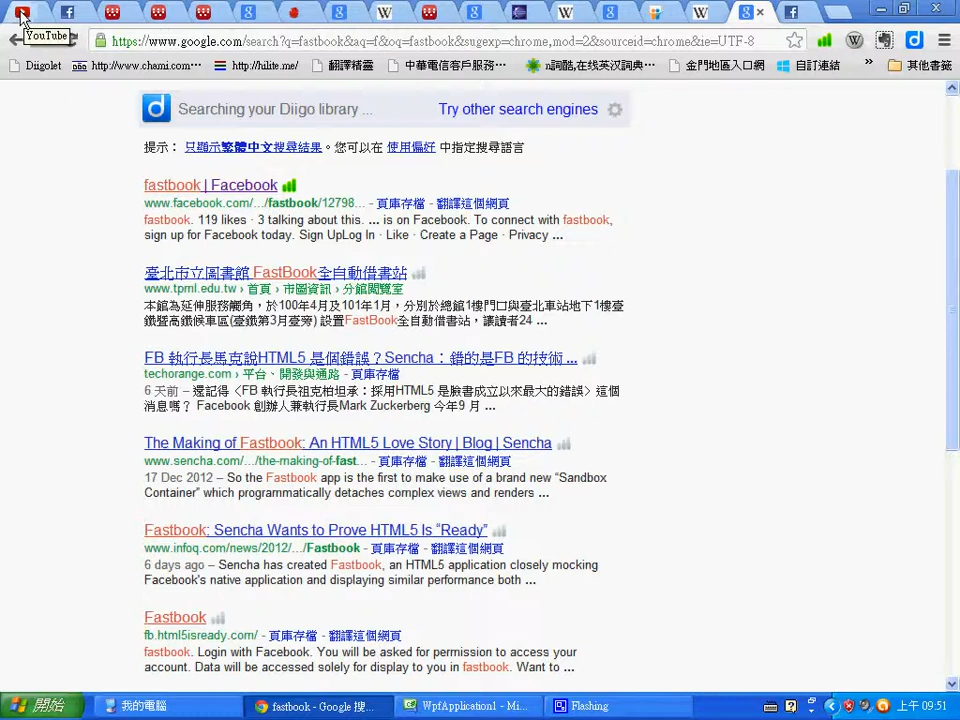 YouTube
https://www.google.com/search?q=fastbook&aq=f&oq=fastbook&sugexp=chrome,mod=2&sourceid=chrome&ie=UTF-8
Diigolet http://www.chami.com… http://hilite.me/ 翻譯精靈 中華電信客戶服務… n詞酷,在线英汉詞典… 金門地區入口網 自訂連結 » 其他書籤
Searching your Diigo library ... Try other search engines
提示： 只顯示繁體中文搜尋結果。您可以在 使用偏好 中指定搜尋語言
fastbook | Facebook
www.facebook.com/.../fastbook/12798... - 頁庫存檔 - 翻譯這個網頁
fastbook. 119 likes · 3 talking about this. ... is on Facebook. To connect with fastbook,
sign up for Facebook today. Sign UpLog In · Like · Create a Page · Privacy ...
臺北市立圖書館 FastBook全自動借書站
www.tpml.edu.tw › 首頁 › 市圖資訊 › 分館閱覽室
本館為延伸服務觸角，於100年4月及101年1月，分別於總館1樓門口與臺北車站地下1樓臺
鐵暨高鐵候車區(臺鐵第3月臺旁) 設置FastBook全自動借書站，讓讀者24 ...
FB 執行長馬克說HTML5 是個錯誤？Sencha：錯的是FB 的技術 ...
techorange.com › 平台、開發與通路 - 頁庫存檔
6 天前 – 還記得〈FB 執行長祖克柏坦承：採用HTML5 是臉書成立以來最大的錯誤〉這個
消息嗎？ Facebook 創辦人兼執行長Mark Zuckerberg 今年9 月 ...
The Making of Fastbook: An HTML5 Love Story | Blog | Sencha
www.sencha.com/.../the-making-of-fast... - 頁庫存檔 - 翻譯這個網頁
17 Dec 2012 – So the Fastbook app is the first to make use of a brand new “Sandbox
Container” which programmatically detaches complex views and renders ...
Fastbook: Sencha Wants to Prove HTML5 Is “Ready”
www.infoq.com/news/2012/.../Fastbook - 頁庫存檔 - 翻譯這個網頁
6 days ago – Sencha has created Fastbook, an HTML5 application closely mocking
Facebook's native application and displaying similar performance both ...
Fastbook
fb.html5isready.com/ - 頁庫存檔 - 翻譯這個網頁
fastbook. Login with Facebook. You will be asked for permission to access your
account. Data will be accessed solely for display to you in fastbook. Want to ...
開始 我的電腦 fastbook - Google 搜... WpfApplication1 - Mi... Flashing 上午 09:51